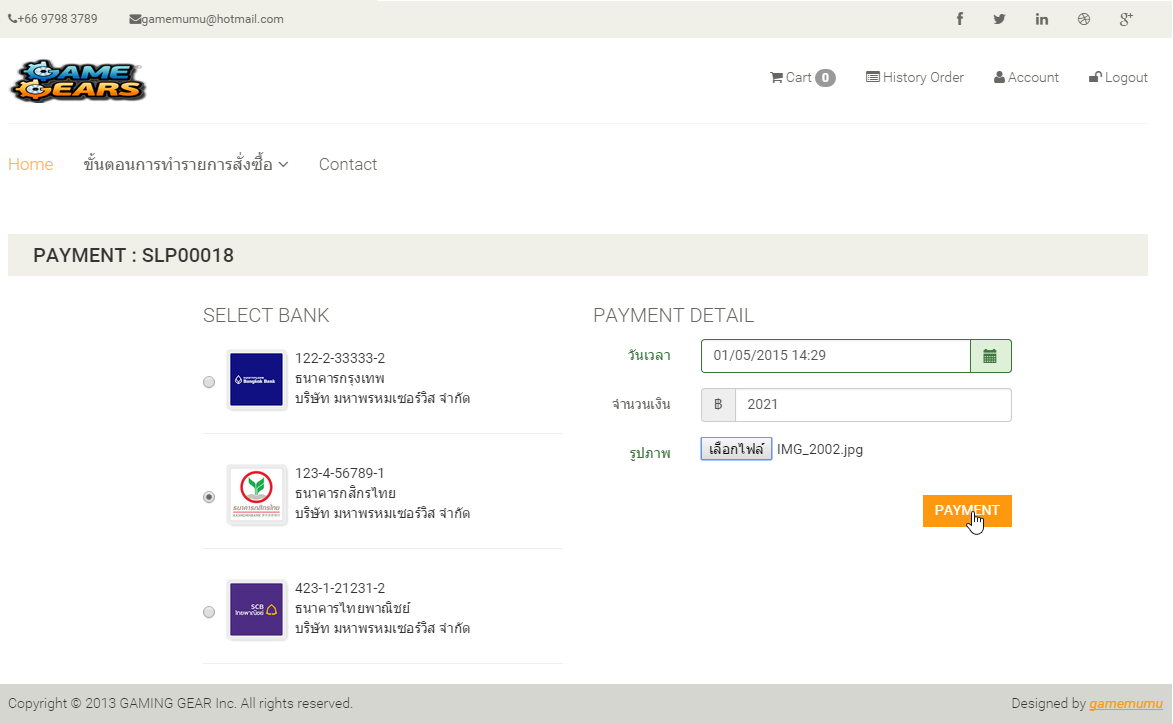 +66 9798 3789
gamemumu@hotmail.com
GAME GEARS
Cart 0
History Order
Account
Logout
Home
ขั้นตอนการทำรายการสั่งซื้อ
Contact
PAYMENT : SLP00018
SELECT BANK
122-2-33333-2
ธนาคารกรุงเทพ
บริษัท มหาพรหมเซอร์วิส จำกัด
Bangkok Bank
123-4-56789-1
ธนาคารกสิกรไทย
บริษัท มหาพรหมเซอร์วิส จำกัด
ธนาคารกสิกรไทย
423-1-21231-2
ธนาคารไทยพาณิชย์
บริษัท มหาพรหมเซอร์วิส จำกัด
SCB
ไทยพาณิชย์
PAYMENT DETAIL
วันเวลา
01/05/2015 14:29
จำนวนเงิน
฿
2021
รูปภาพ
เลือกไฟล์
IMG_2002.jpg
PAYMENT
Copyright © 2013 GAMING GEAR Inc. All rights reserved.
Designed by gamemumu